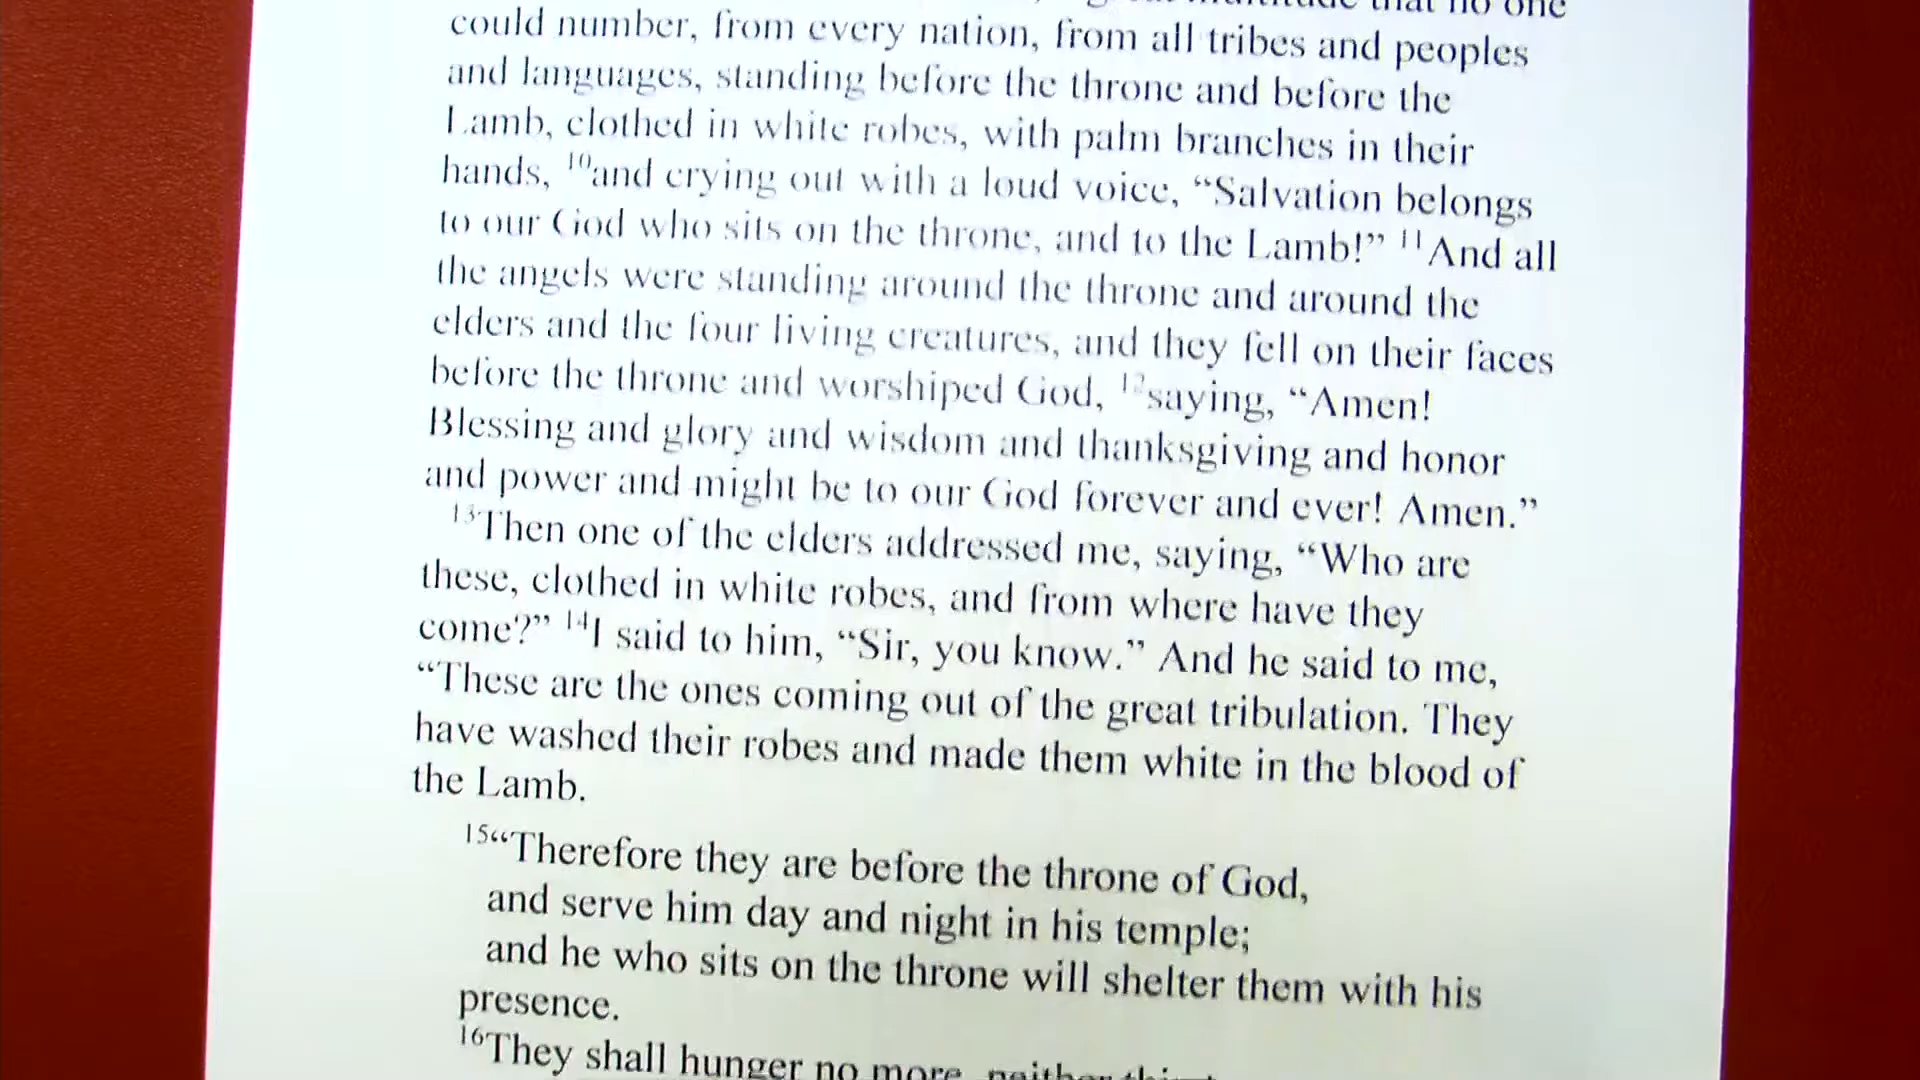 multitude that no one
could number, from every nation, from all tribes and peoples
and languages, standing before the throne and before the
Lamb, clothed in white robes, with palm branches in their
hands, 10and crying out with a loud voice, “Salvation belongs
to our God who sits on the throne, and to the Lamb!” 11And all
the angels were standing around the throne and around the
elders and the four living creatures, and they fell on their faces
before the throne and worshiped God, 12saying, “Amen!
Blessing and glory and wisdom and thanksgiving and honor
and power and might be to our God forever and ever! Amen.”
13Then one of the elders addressed me, saying, “Who are
these, clothed in white robes, and from where have they
come?” 14I said to him, “Sir, you know.” And he said to me,
“These are the ones coming out of the great tribulation. They
have washed their robes and made them white in the blood of
the Lamb.
15“Therefore they are before the throne of God,
and serve him day and night in his temple;
and he who sits on the throne will shelter them with his
presence.
16They shall hunger no more, neither thirst